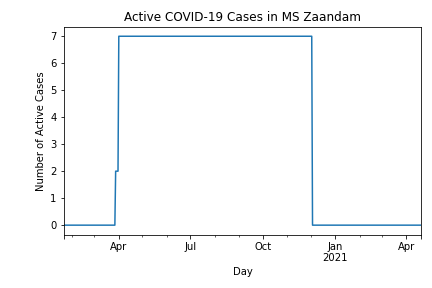 Active COVID-19 Cases in MS Zaandam
Number of Active Cases
7
6
5
4
3
2
1
0
Apr Jul Oct Jan Apr
2021
Day